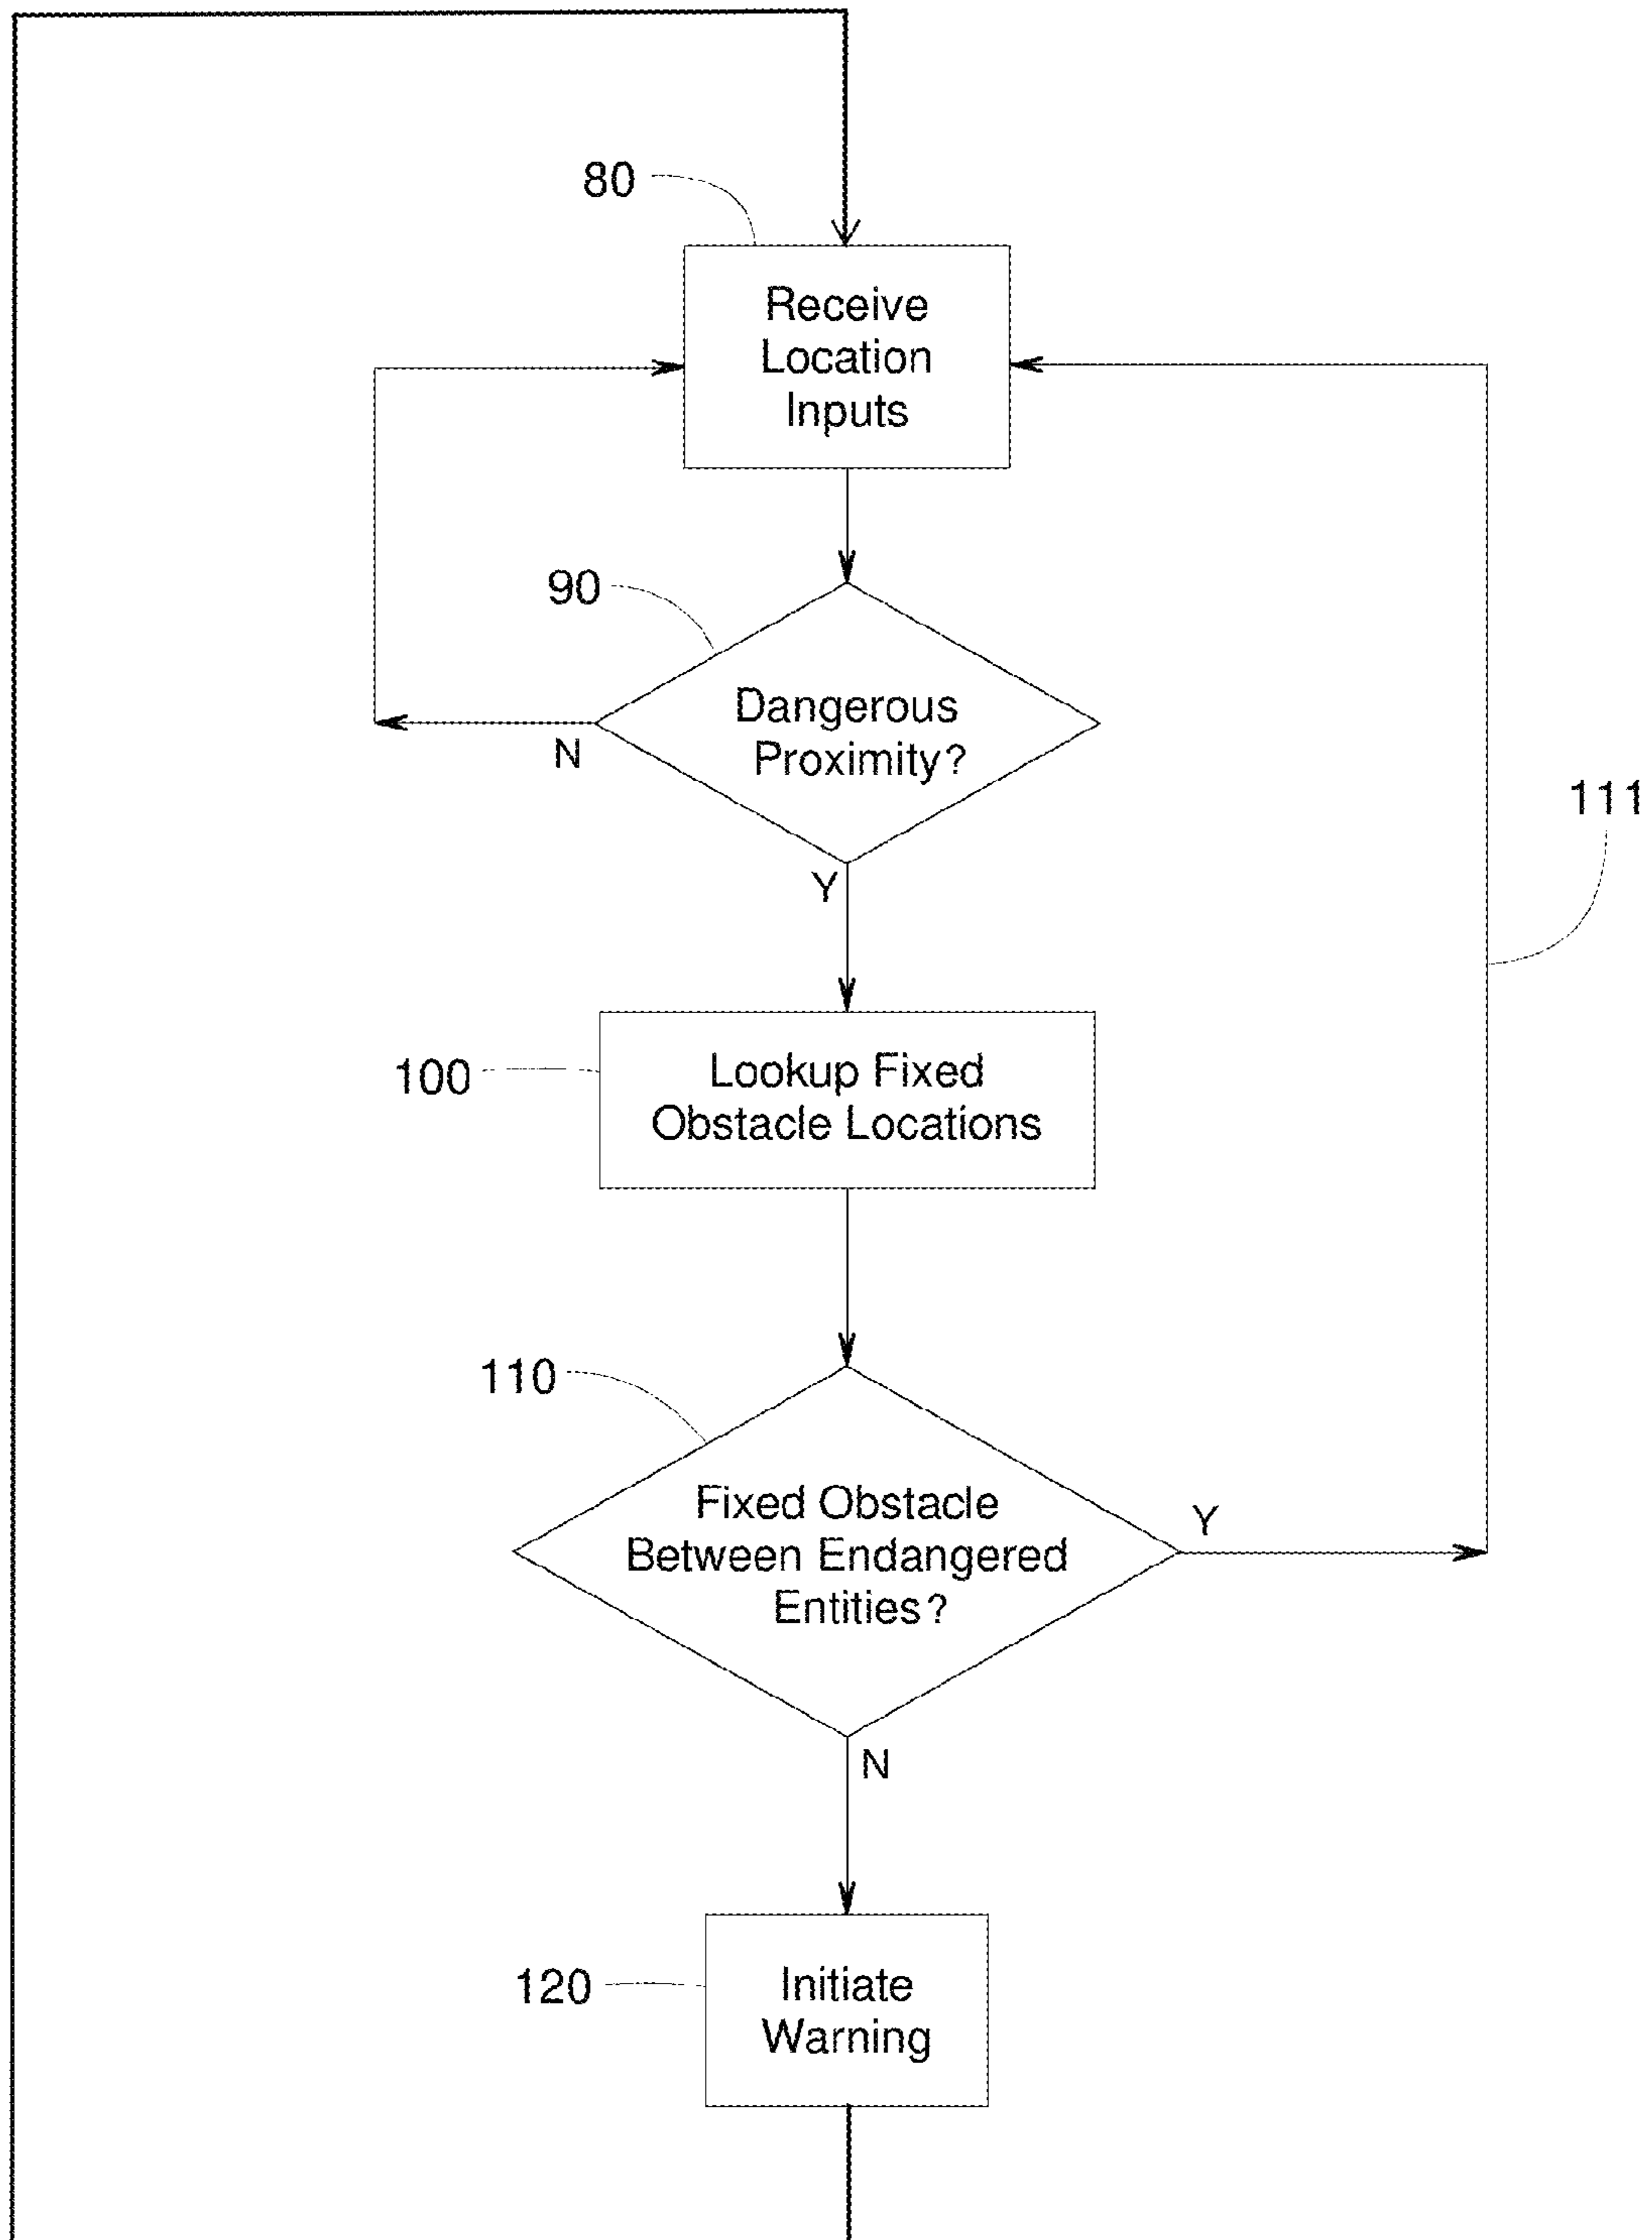 80
Receive
Location
Inputs
90
Dangerous
Proximity?
N
111
Y
100
Lookup Fixed
Obstacle Locations
110
Fixed Obstacle
Between Endangered
Entities?
Y
N
120
Initiate
Warning